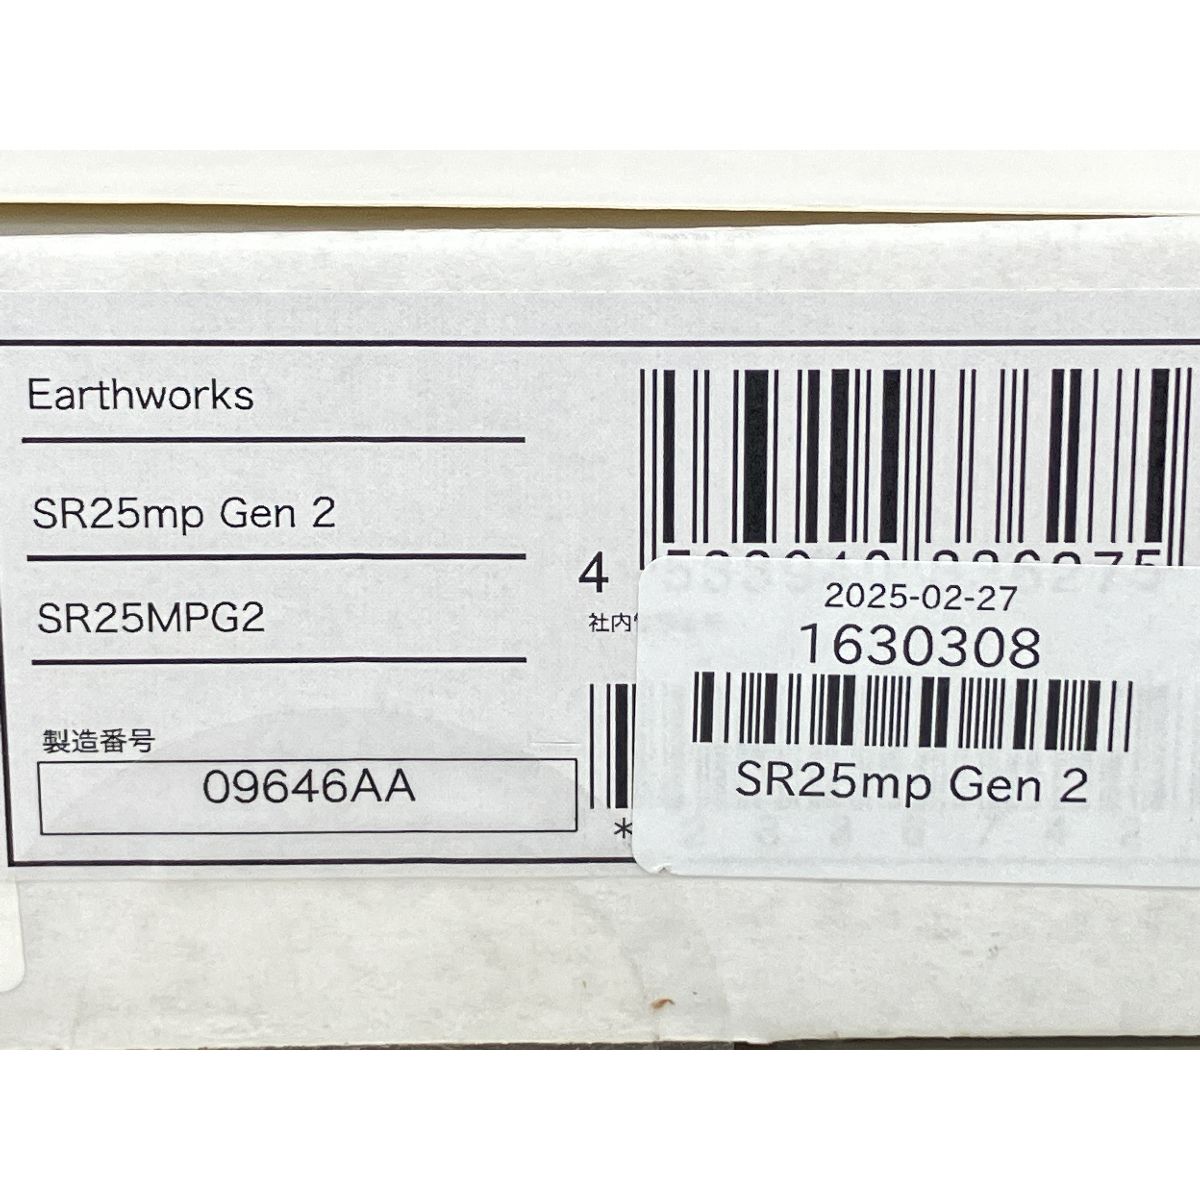 Earthworks
SR25mp Gen 2
SR25MPG2
製造番号
09646AA
4
社内
*
2025-02-27
1630308
SR25mp Gen 2